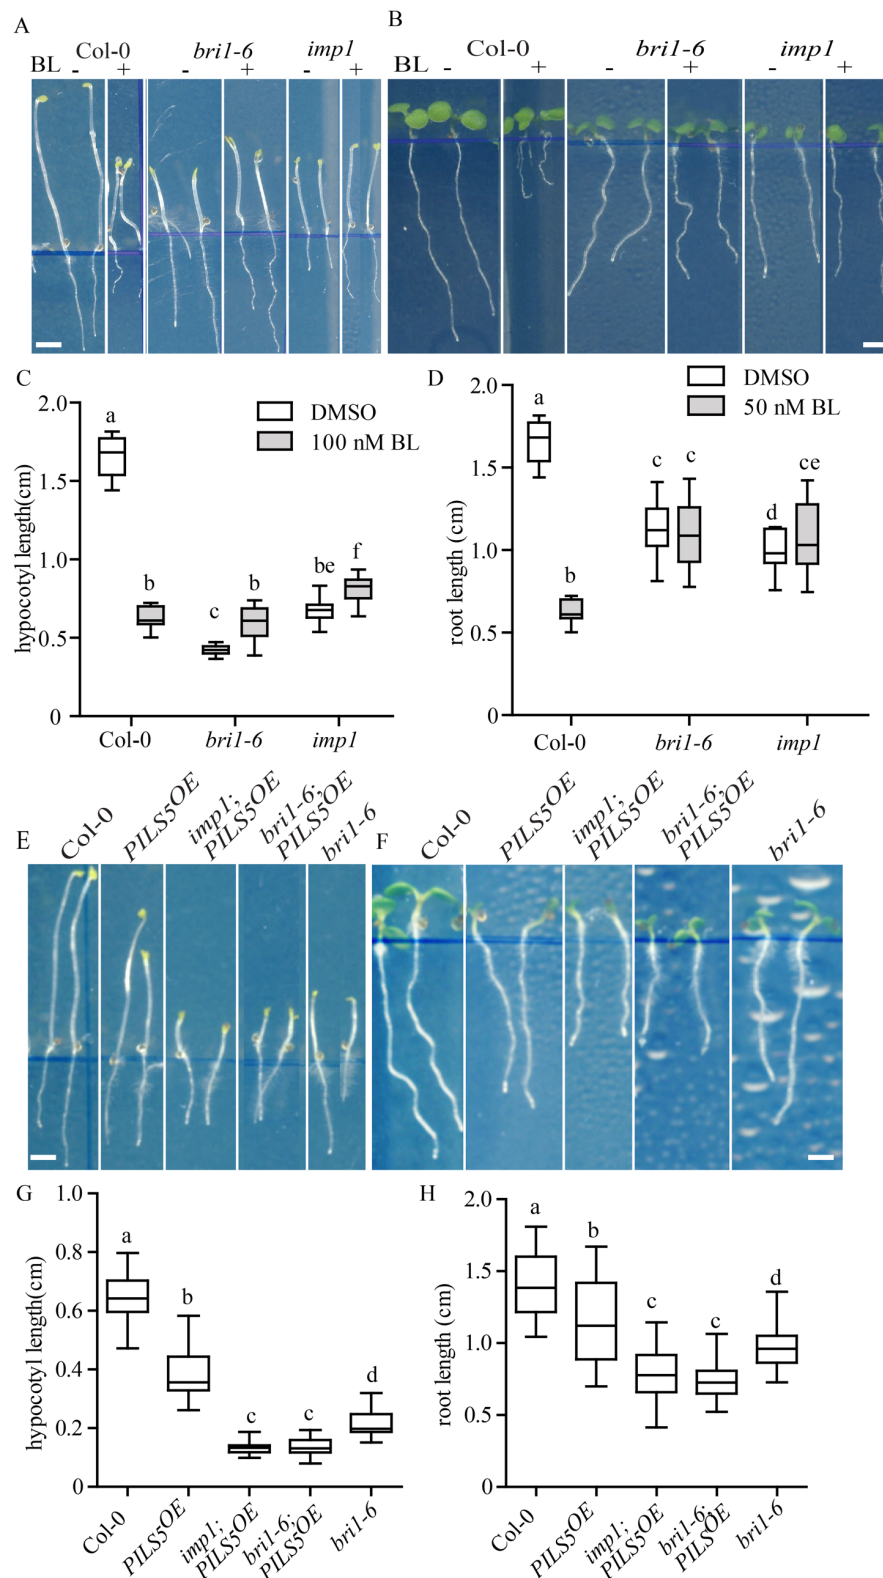 A
Col-0 bri1-6 imp1
BL - + - + - +
B
Col-0 bri1-6 imp1
BL - + - + - +
C
hypocotyl length(cm)
2.0
1.5
1.0
0.5
0
DMSO
100 nM BL
a b c b be f
Col-0 bri1-6 imp1
D
root length (cm)
2.0
1.5
1.0
0.5
0
DMSO
50 nM BL
a b c c d ce
Col-0 bri1-6 imp1
E
Col-0
PILS5OE
imp1;
PILS5OE
bri1-6;
PILS5OE
bri1-6
F
Col-0
PILS5OE
imp1;
PILS5OE
bri1-6;
PILS5OE
bri1-6
G
hypocotyl length(cm)
1.0
0.8
0.6
0.4
0.2
0
a b c c d
Col-0
PILS5OE
imp1;
PILS5OE
bri1-6;
PILS5OE
bri1-6
H
root length (cm)
2.0
1.5
1.0
0.5
0
a b c c d
Col-0
PILS5OE
imp1;
PILS5OE
bri1-6;
PILSOE
bri1-6